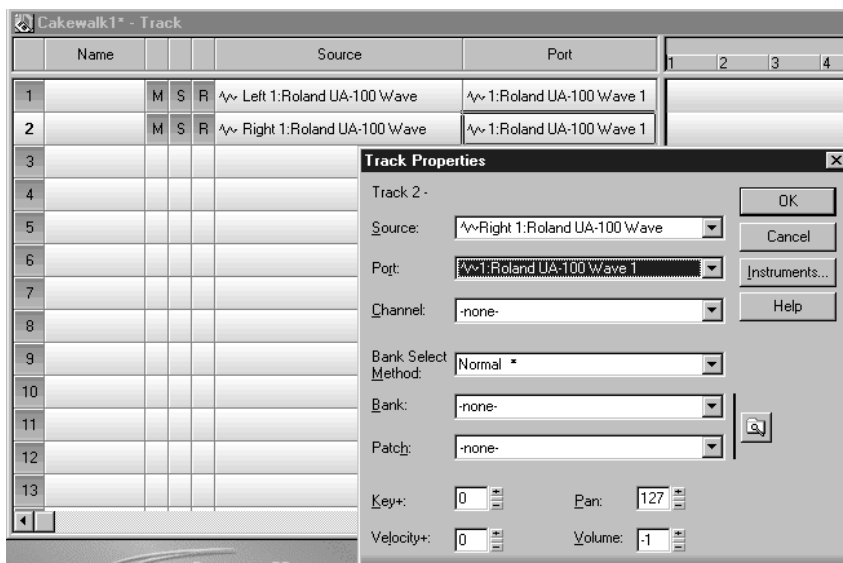 Cakewalk1* - Track
Name Source Port 1 2 3 4
1 M S R Left 1:Roland UA-100 Wave 1:Roland UA-100 Wave 1
2 M S R Right 1:Roland UA-100 Wave 1:Roland UA-100 Wave 1
3
4
5
6
7
8
9
10
11
12
13
Track Properties
Track 2 -
Source: Right 1:Roland UA-100 Wave
Port: 1:Roland UA-100 Wave 1
Channel: -none-
Bank Select Method: Normal *
Bank: -none-
Patch: -none-
Key+: 0 Pan: 127
Velocity+: 0 Volume: -1
OK
Cancel
Instruments...
Help